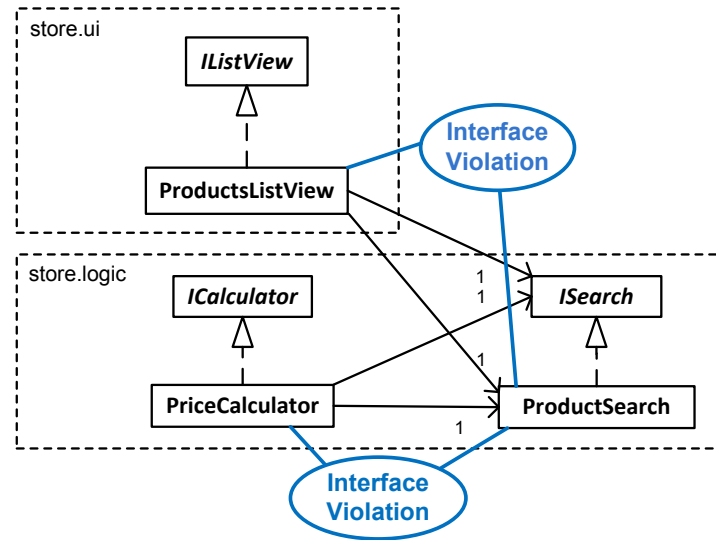 store.ui
IListView
Interface
Violation
ProductsListView
store.logic
ICalculator
1
1
ISearch
1
PriceCalculator
ProductSearch
1
Interface
Violation